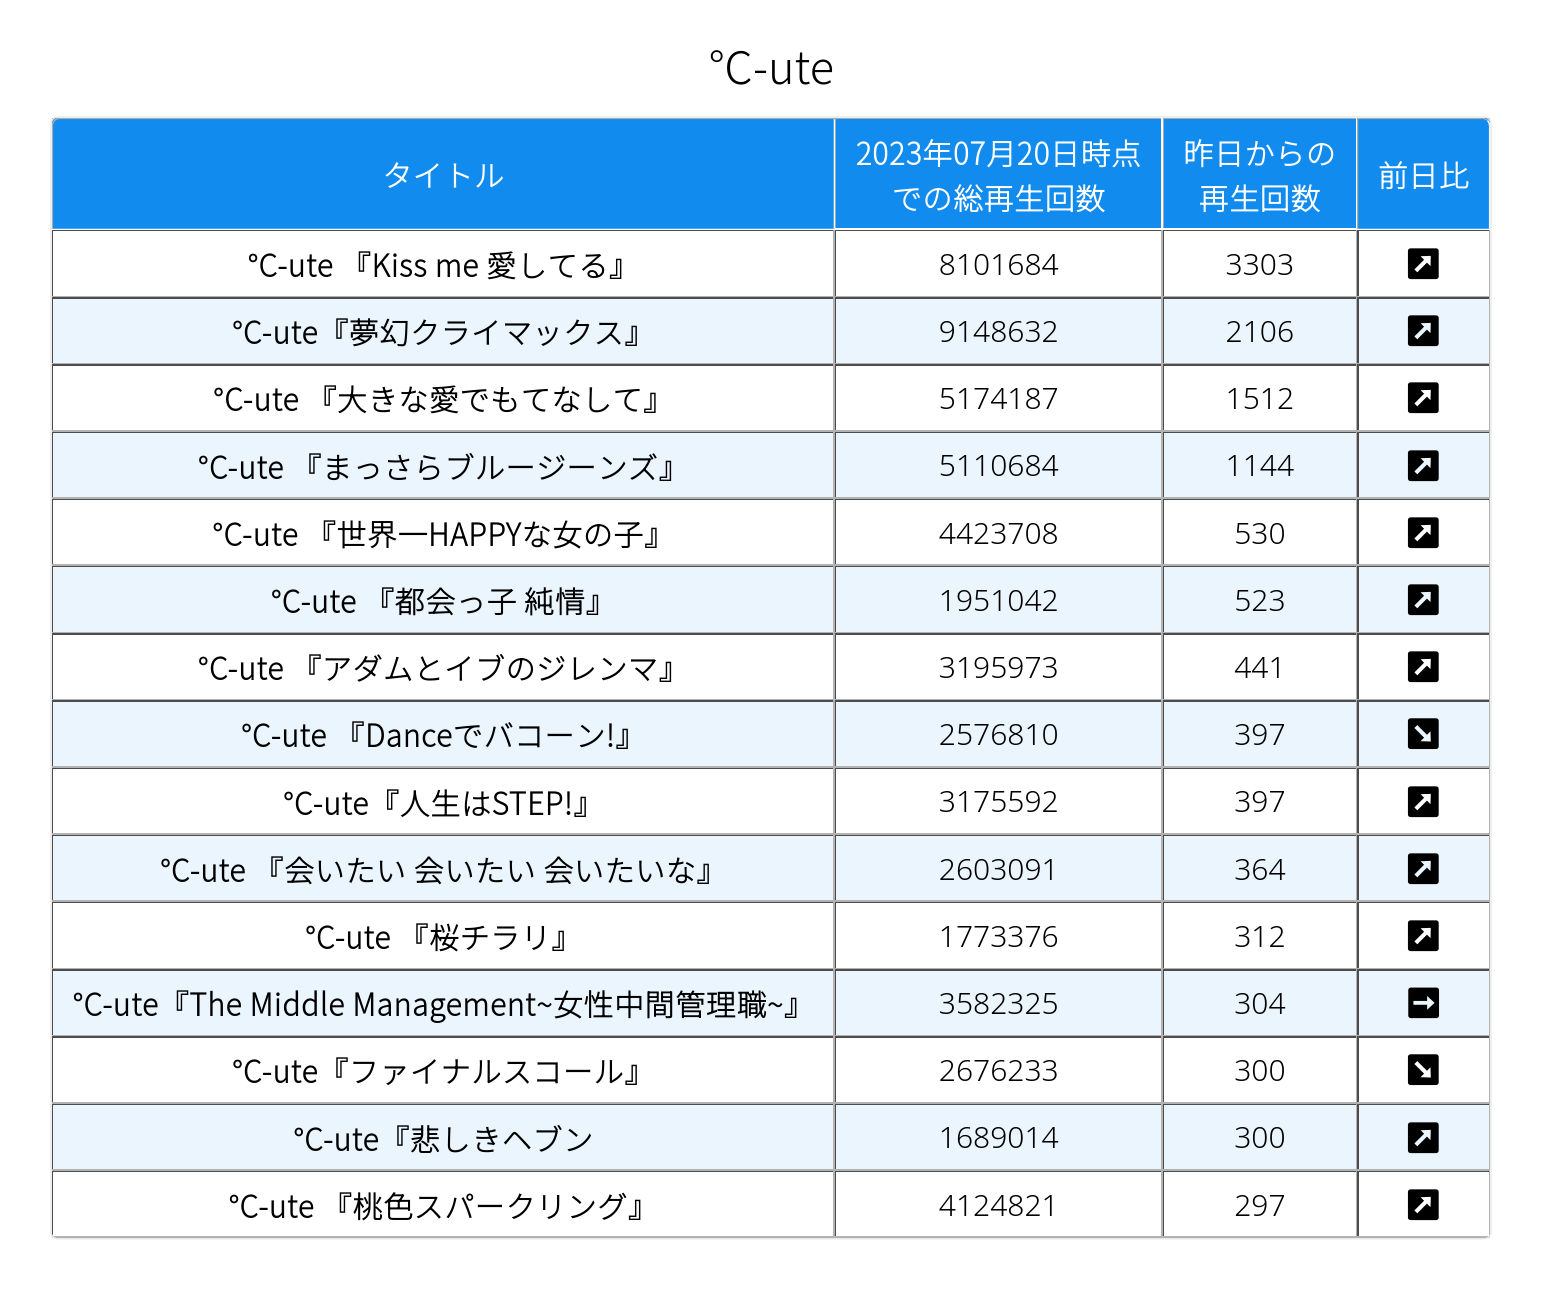 ℃-ute
タイトル
2023年07月20日時点
での総再生回数
昨日からの
再生回数
前日比
℃-ute 『Kiss me 愛してる』 8101684 3303
℃-ute『夢幻クライマックス』 9148632 2106
℃-ute 『大きな愛でもてなして』 5174187 1512
℃-ute 『まっさらブルージーンズ』 5110684 1144
℃-ute 『世界一HAPPYな女の子』 4423708 530
℃-ute 『都会っ子 純情』 1951042 523
℃-ute 『アダムとイブのジレンマ』 3195973 441
℃-ute 『Danceでバコーン!』 2576810 397
℃-ute『人生はSTEP!』 3175592 397
℃-ute 『会いたい 会いたい 会いたいな』 2603091 364
℃-ute 『桜チラリ』 1773376 312
℃-ute『The Middle Management~女性中間管理職~』 3582325 304
℃-ute『ファイナルスコール』 2676233 300
℃-ute『悲しきヘブン 1689014 300
℃-ute 『桃色スパークリング』 4124821 297